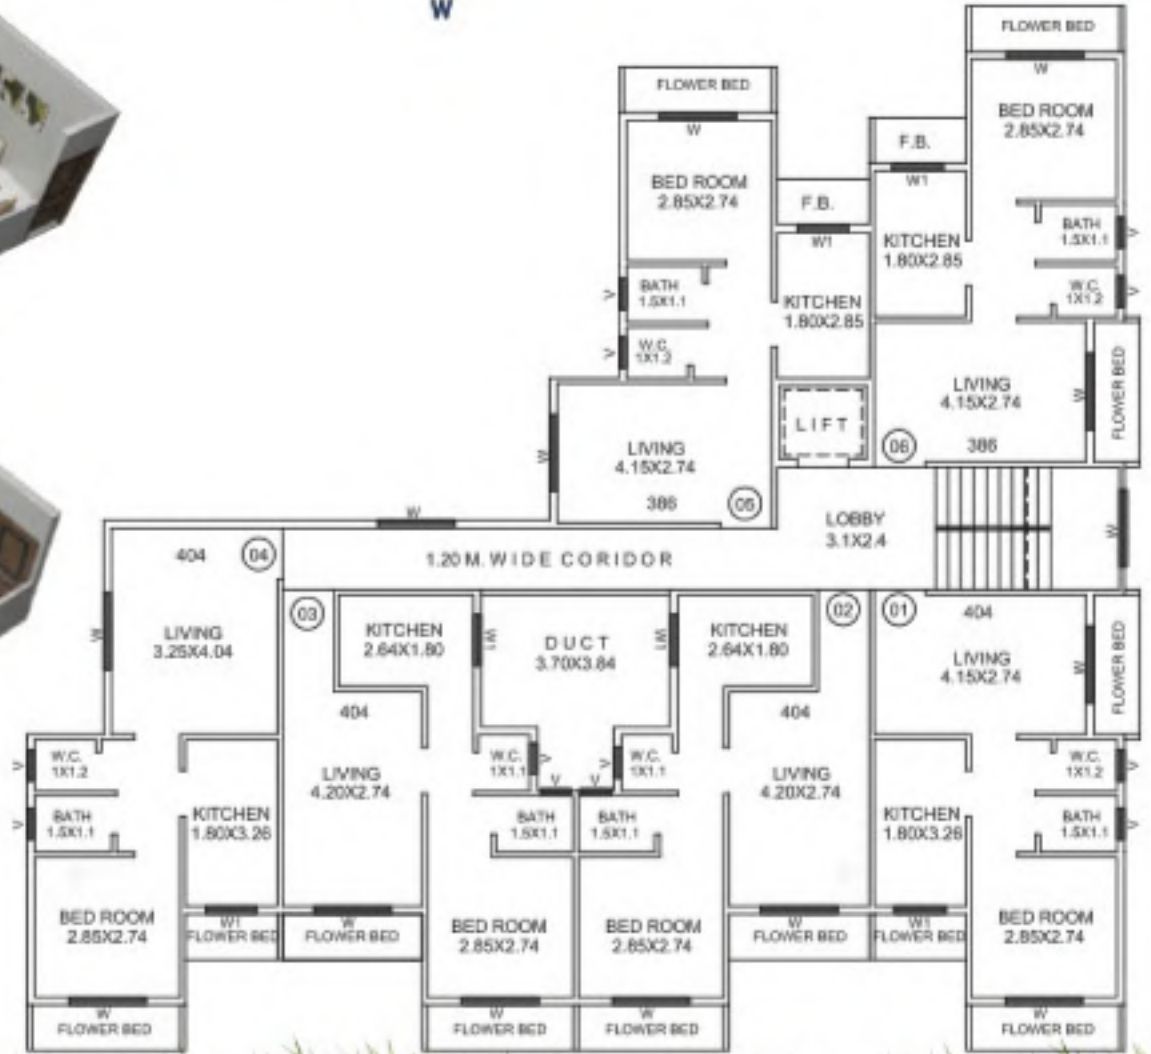 W
FLOWER BED
W
BED ROOM
2.85X2.74
BATH
1.5X1.1
V
W.C.
1X1.2
V
F.B.
W1
KITCHEN
1.80X2.85
LIVING
4.15X2.74
386
06
W
FLOWER BED
FLOWER BED
W
BED ROOM
2.85X2.74
V
BATH
1.5X1.1
V
W.C.
1X1.2
F.B.
W1
KITCHEN
1.80X2.85
W
LIVING
4.15X2.74
386
05
LIFT
LOBBY
3.1X2.4
W
W
1.20 M. WIDE CORIDOR
404
04
W
LIVING
3.25X4.04
V
W.C.
1X1.2
V
BATH
1.5X1.1
KITCHEN
1.80X3.26
W1
FLOWER BED
BED ROOM
2.85X2.74
W
FLOWER BED
03
KITCHEN
2.64X1.80
W1
404
LIVING
4.20X2.74
W
FLOWER BED
W.C.
1X1.1
V
BATH
1.5X1.1
V
BED ROOM
2.85X2.74
W
FLOWER BED
DUCT
3.70X3.84
02
W1
KITCHEN
2.64X1.80
404
LIVING
4.20X2.74
W
FLOWER BED
V
W.C.
1X1.1
V
BATH
1.5X1.1
BED ROOM
2.85X2.74
W
FLOWER BED
01
404
LIVING
4.15X2.74
W
FLOWER BED
W.C.
1X1.2
V
BATH
1.5X1.1
V
KITCHEN
1.80X3.26
W1
FLOWER BED
BED ROOM
2.85X2.74
W
FLOWER BED